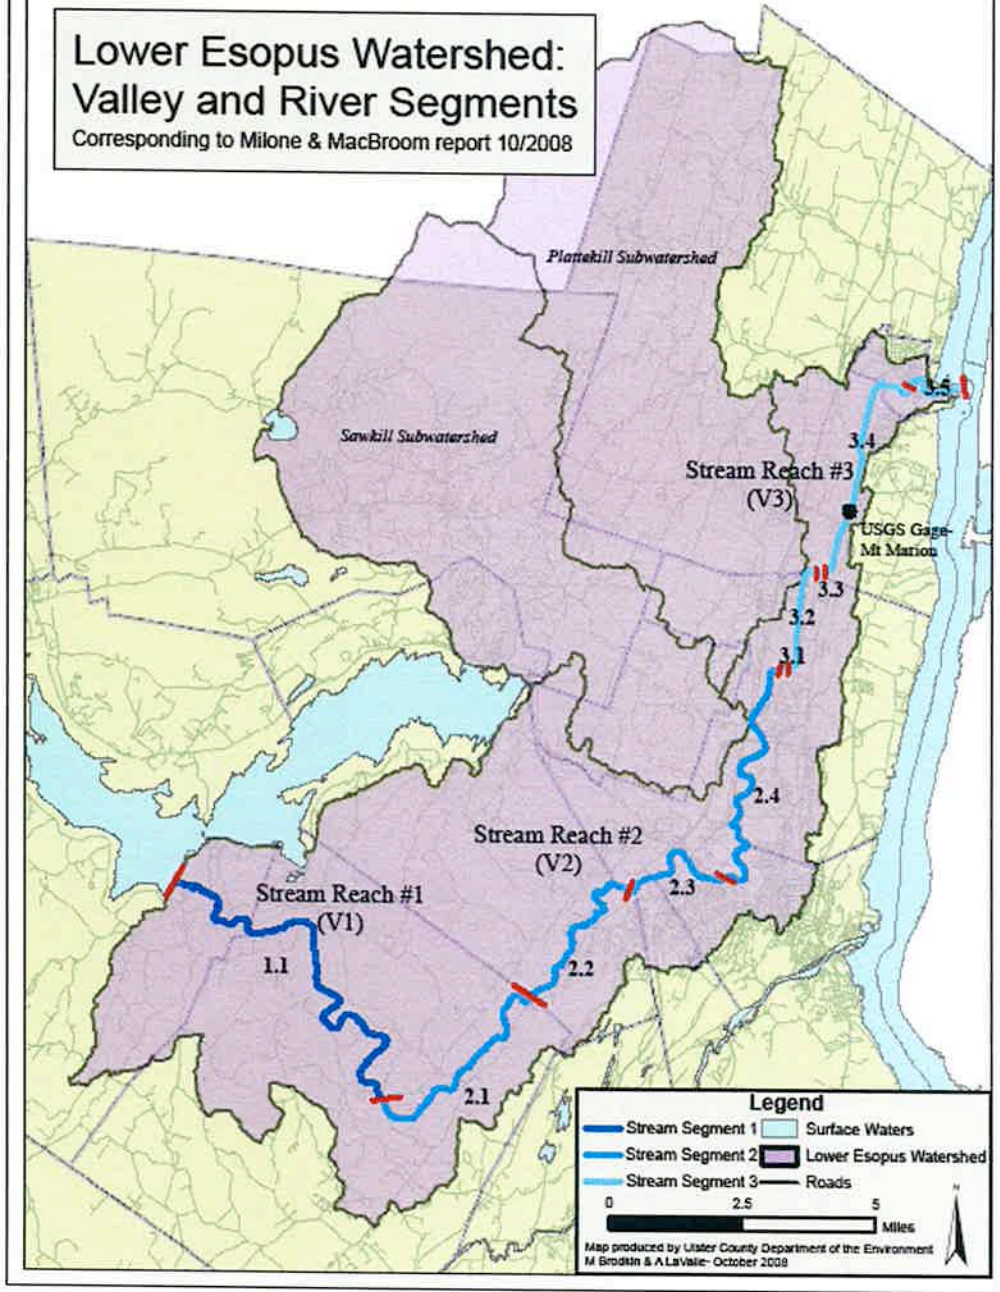 Lower Esopus Watershed:
Valley and River Segments
Corresponding to Milone & MacBroom report 10/2008
Plattekill Subwatershed
Sawkill Subwatershed
3.5
3.4
Stream Reach #3
(V3)
USGS Gage-
Mt Marion
3.3
3.2
3.1
2.4
Stream Reach #2
(V2)
2.3
Stream Reach #1
(V1)
1.1
2.2
2.1
Legend
Stream Segment 1
Surface Waters
Stream Segment 2
Lower Esopus Watershed
Stream Segment 3
Roads
0 2.5 5
Miles
N
Map produced by Ulster County Department of the Environment
M Brodkin & A LaValle- October 2008